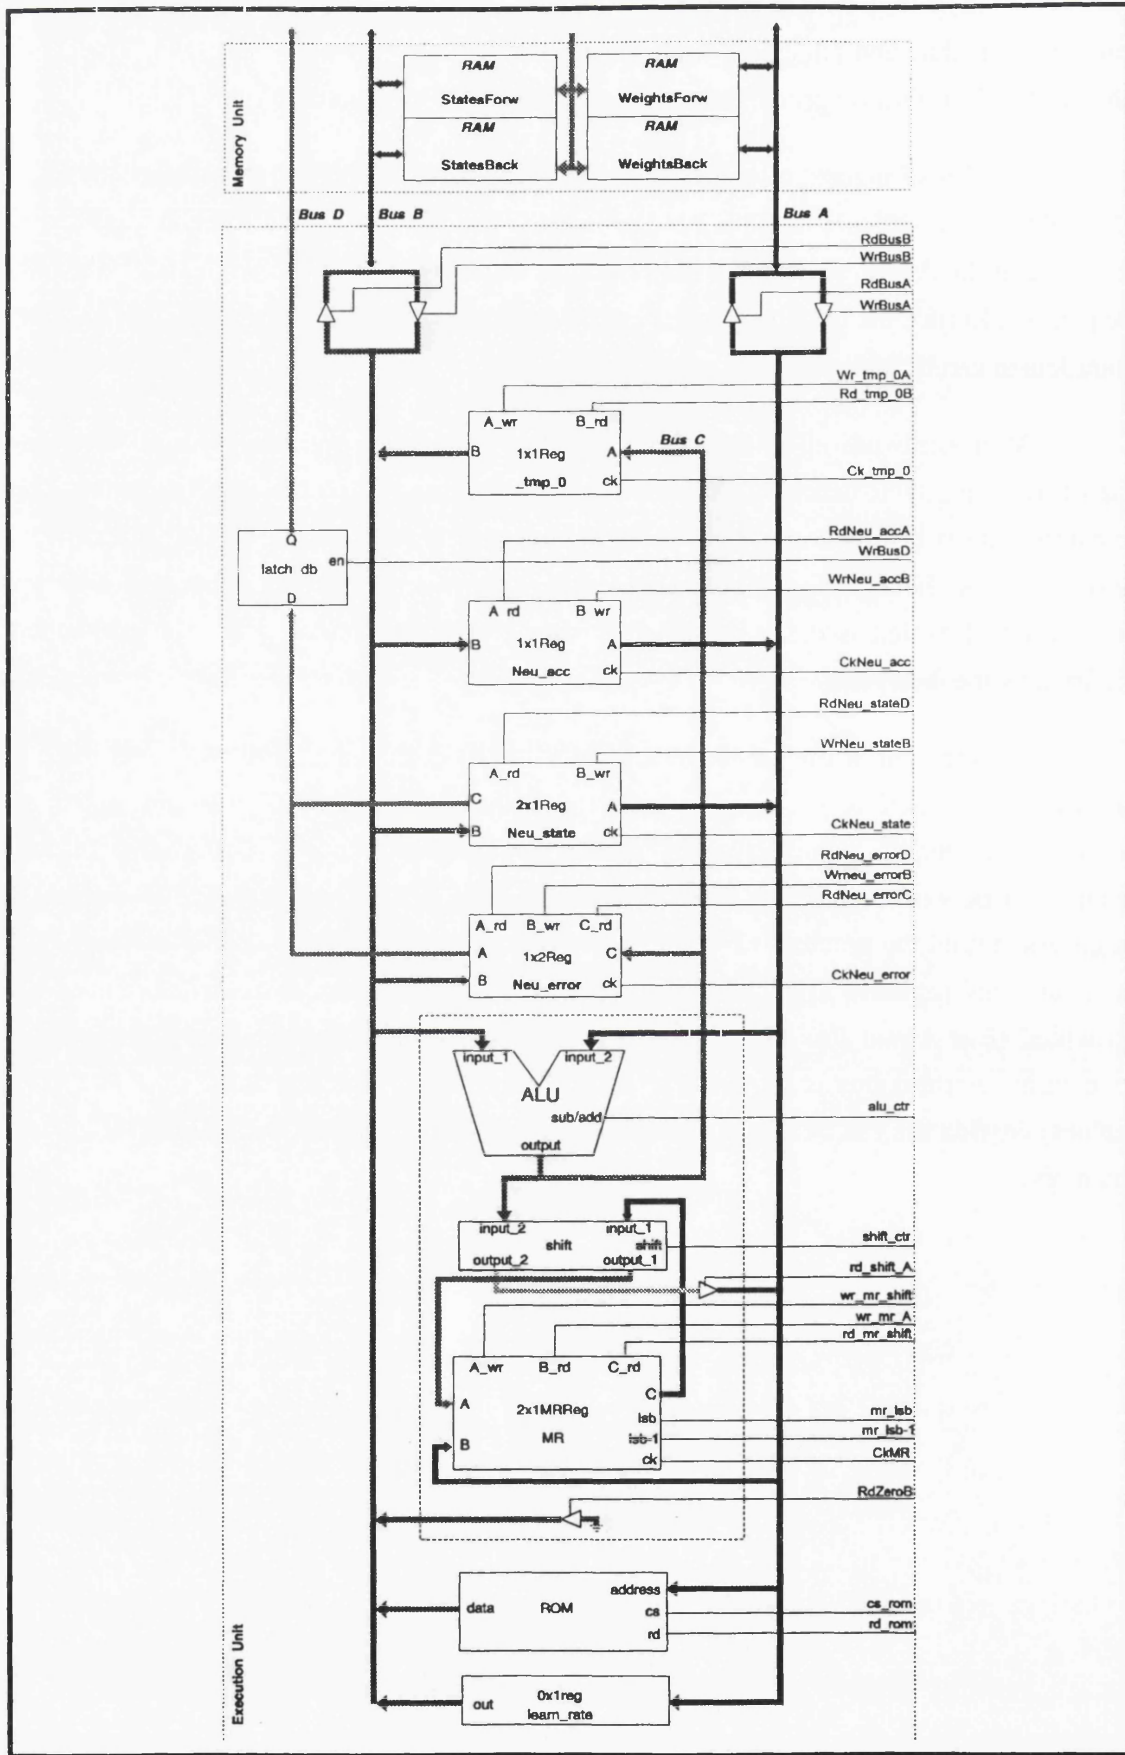 Memory Unit
RAM
StatesForw
RAM
WeightsForw
RAM
StatesBack
RAM
WeightsBack
Bus D
Bus B
Bus A
RdBusB
WrBusB
RdBusA
WrBusA
Wr_tmp_0A
Rd_tmp_0B
A_wr B_rd
Bus C
B 1x1Reg A
_tmp_0 ck
Ck_tmp_0
Q
latch db en
D
RdNeu_accA
WrBusD
WrNeu_accB
A_rd B_wr
B 1x1Reg A
Neu_acc ck
CkNeu_acc
RdNeu_stateD
WrNeu_stateB
A_rd B_wr
C 2x1Reg A
B Neu_state ck
CkNeu_state
RdNeu_errorD
Wrneu_errorB
RdNeu_errorC
A_rd B_wr C_rd
A 1x2Reg C
B Neu_error ck
CkNeu_error
input_1 input_2
ALU
sub/add
alu_ctr
output
input_2 input_1
shift shift
output_2 output_1
shift_ctr
rd_shift_A
wr_mr_shift
wr_mr_A
rd_mr_shift
A_wr B_rd C_rd
C
A 2x1MRReg
lsb
B MR lsb-1
ck
mr_lsb
mr_lsb-1
CkMR
RdZeroB
address
data ROM cs
rd
cs_rom
rd_rom
out 0x1reg
learn_rate
Execution Unit